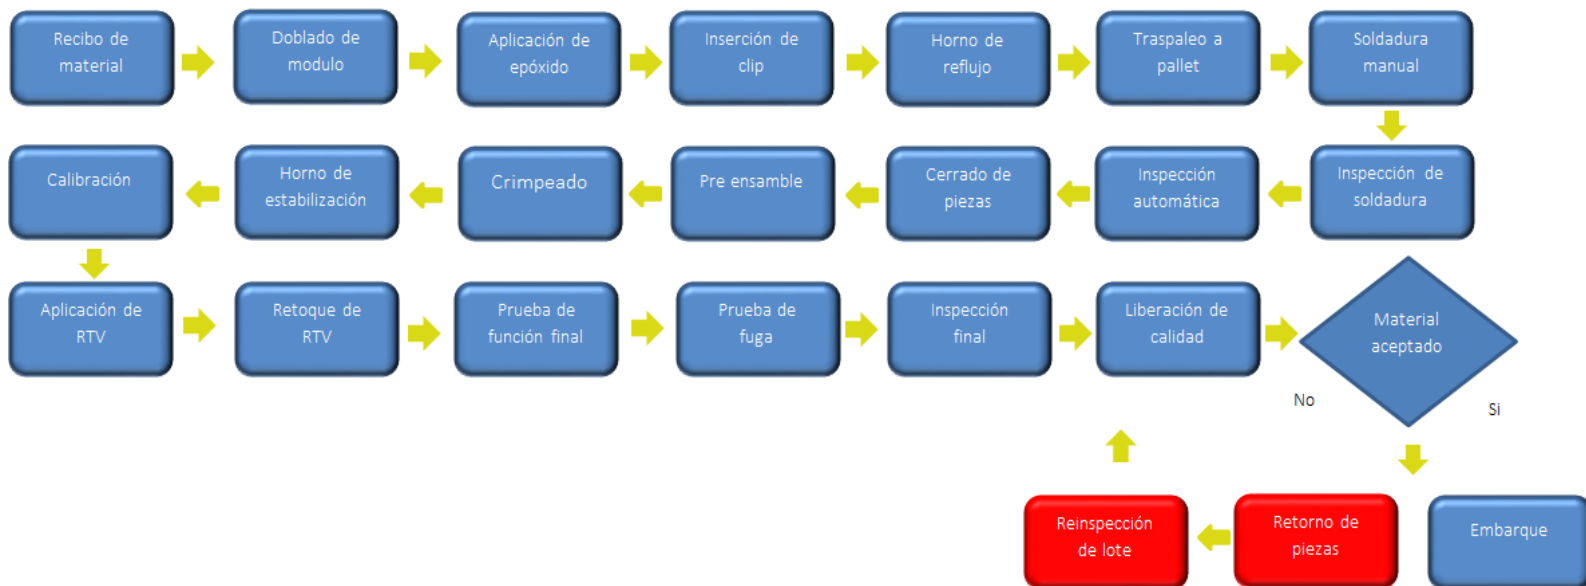 Recibo de
material
Doblado de
modulo
Aplicación de
epóxido
Inserción de
clip
Horno de
reflujo
Traspaleo a
pallet
Soldadura
manual
Calibración
Horno de
estabilización
Crimpeado
Pre ensamble
Cerrado de
piezas
Inspección
automática
Inspección de
soldadura
Aplicación de
RTV
Retoque de
RTV
Prueba de
función final
Prueba de
fuga
Inspección
final
Liberación de
calidad
Material
aceptado
No
Si
Reinspección
de lote
Retorno de
piezas
Embarque